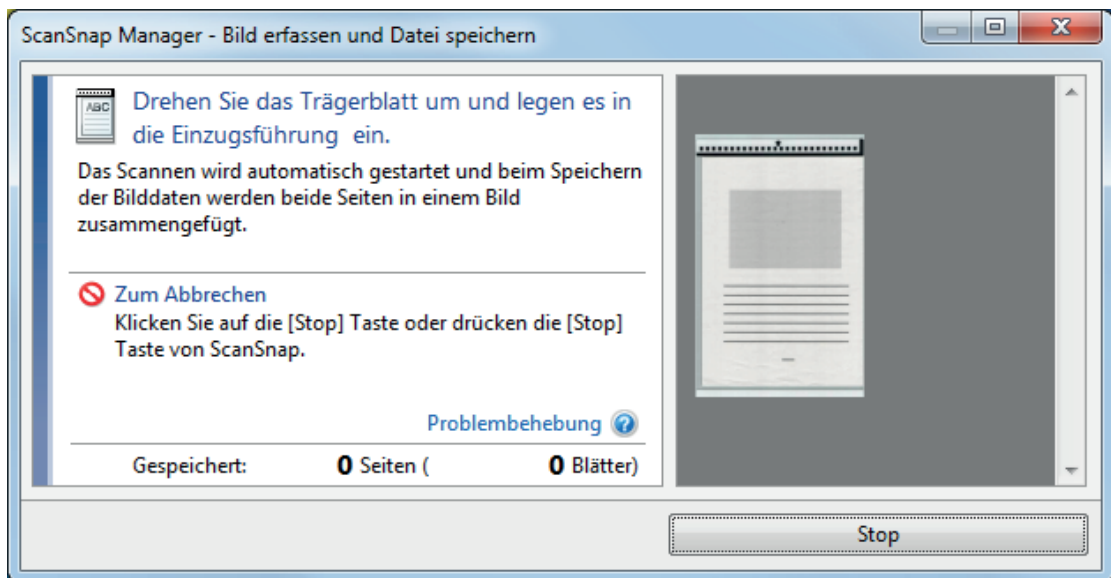 ScanSnap Manager - Bild erfassen und Datei speichern
ABC
Drehen Sie das Trägerblatt um und legen es in
die Einzugsführung ein.
Das Scannen wird automatisch gestartet und beim Speichern
der Bilddaten werden beide Seiten in einem Bild
zusammengefügt.
Zum Abbrechen
Klicken Sie auf die [Stop] Taste oder drücken die [Stop]
Taste von ScanSnap.
Problembehebung ?
Gespeichert: 0 Seiten ( 0 Blätter)
Stop